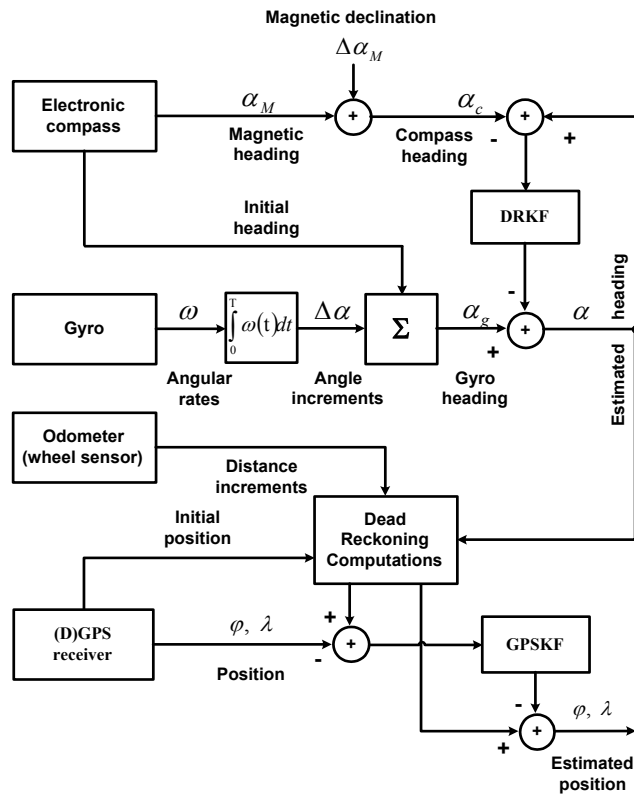 Magnetic declination
Δα_M
Electronic
compass
α_M
+
α_c
+
Magnetic
heading
Compass
heading
-
+
Initial
heading
DRKF
-
Gyro
ω
∫₀ᵀ ω(t)dt
Δα
Σ
α_g
+
α
+
Angular
rates
Angle
increments
Gyro
heading
Estimated heading
Odometer
(wheel sensor)
Distance
increments
Initial
position
Dead
Reckoning
Computations
(D)GPS
receiver
φ, λ
+
-
+
GPSKF
Position
-
+
+
φ, λ
Estimated
position